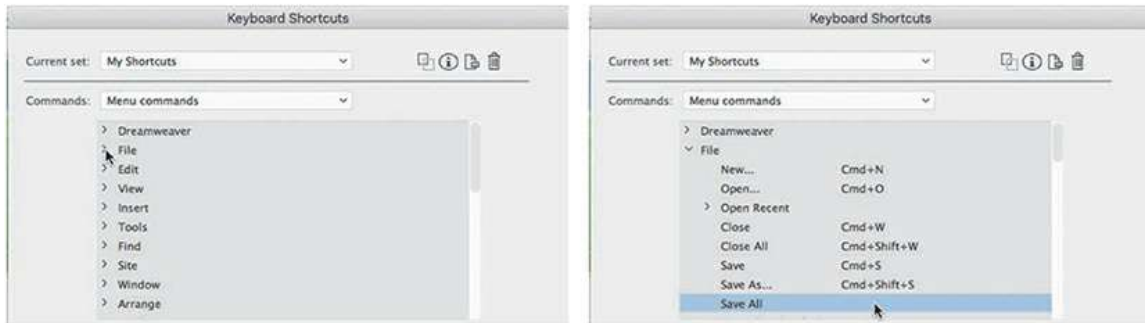 Keyboard Shortcuts
Current set: My Shortcuts
Commands: Menu commands
Dreamweaver
File
Edit
View
Insert
Tools
Find
Site
Window
Arrange
Keyboard Shortcuts
Current set: My Shortcuts
Commands: Menu commands
Dreamweaver
File
New... Cmd+N
Open... Cmd+O
Open Recent
Close Cmd+W
Close All Cmd+Shift+W
Save Cmd+S
Save As... Cmd+Shift+S
Save All